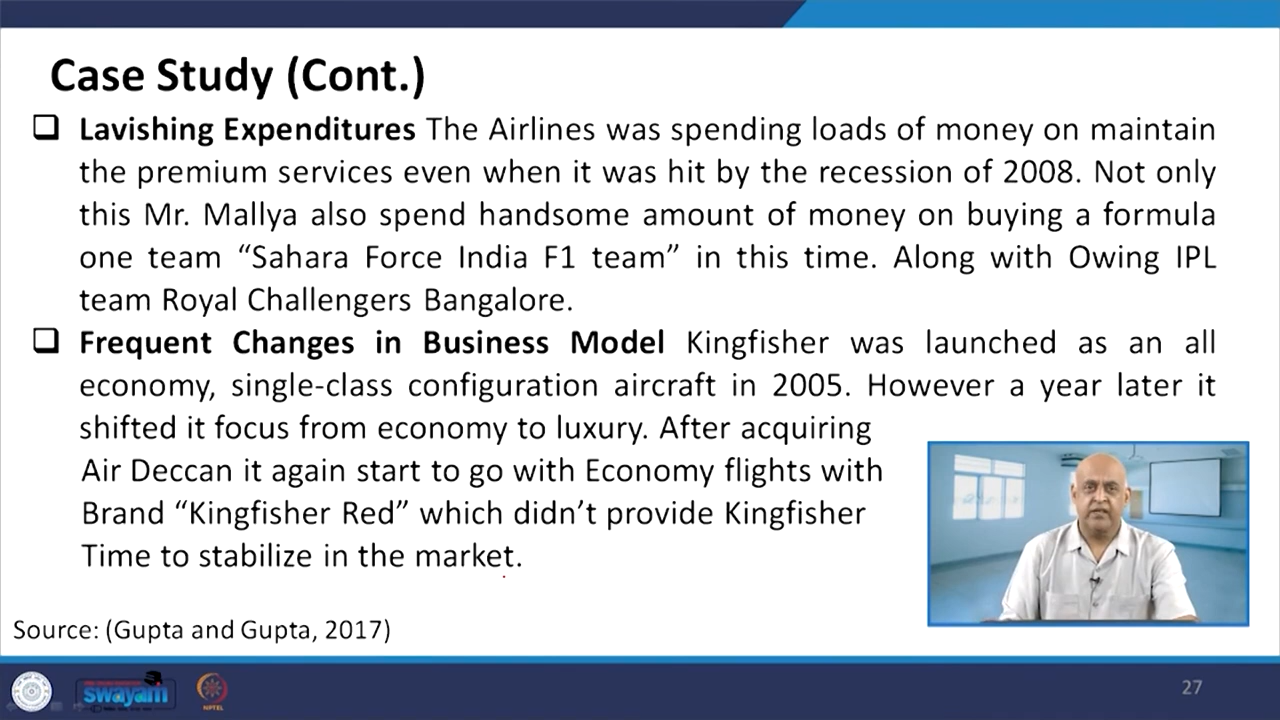 Case Study (Cont.)
Lavishing Expenditures The Airlines was spending loads of money on maintain
the premium services even when it was hit by the recession of 2008. Not only
this Mr. Mallya also spend handsome amount of money on buying a formula
one team “Sahara Force India F1 team” in this time. Along with Owing IPL
team Royal Challengers Bangalore.
Frequent Changes in Business Model Kingfisher was launched as an all
economy, single-class configuration aircraft in 2005. However a year later it
shifted it focus from economy to luxury. After acquiring
Air Deccan it again start to go with Economy flights with
Brand “Kingfisher Red” which didn’t provide Kingfisher
Time to stabilize in the market.
Source: (Gupta and Gupta, 2017)
swayam
NPTEL
27